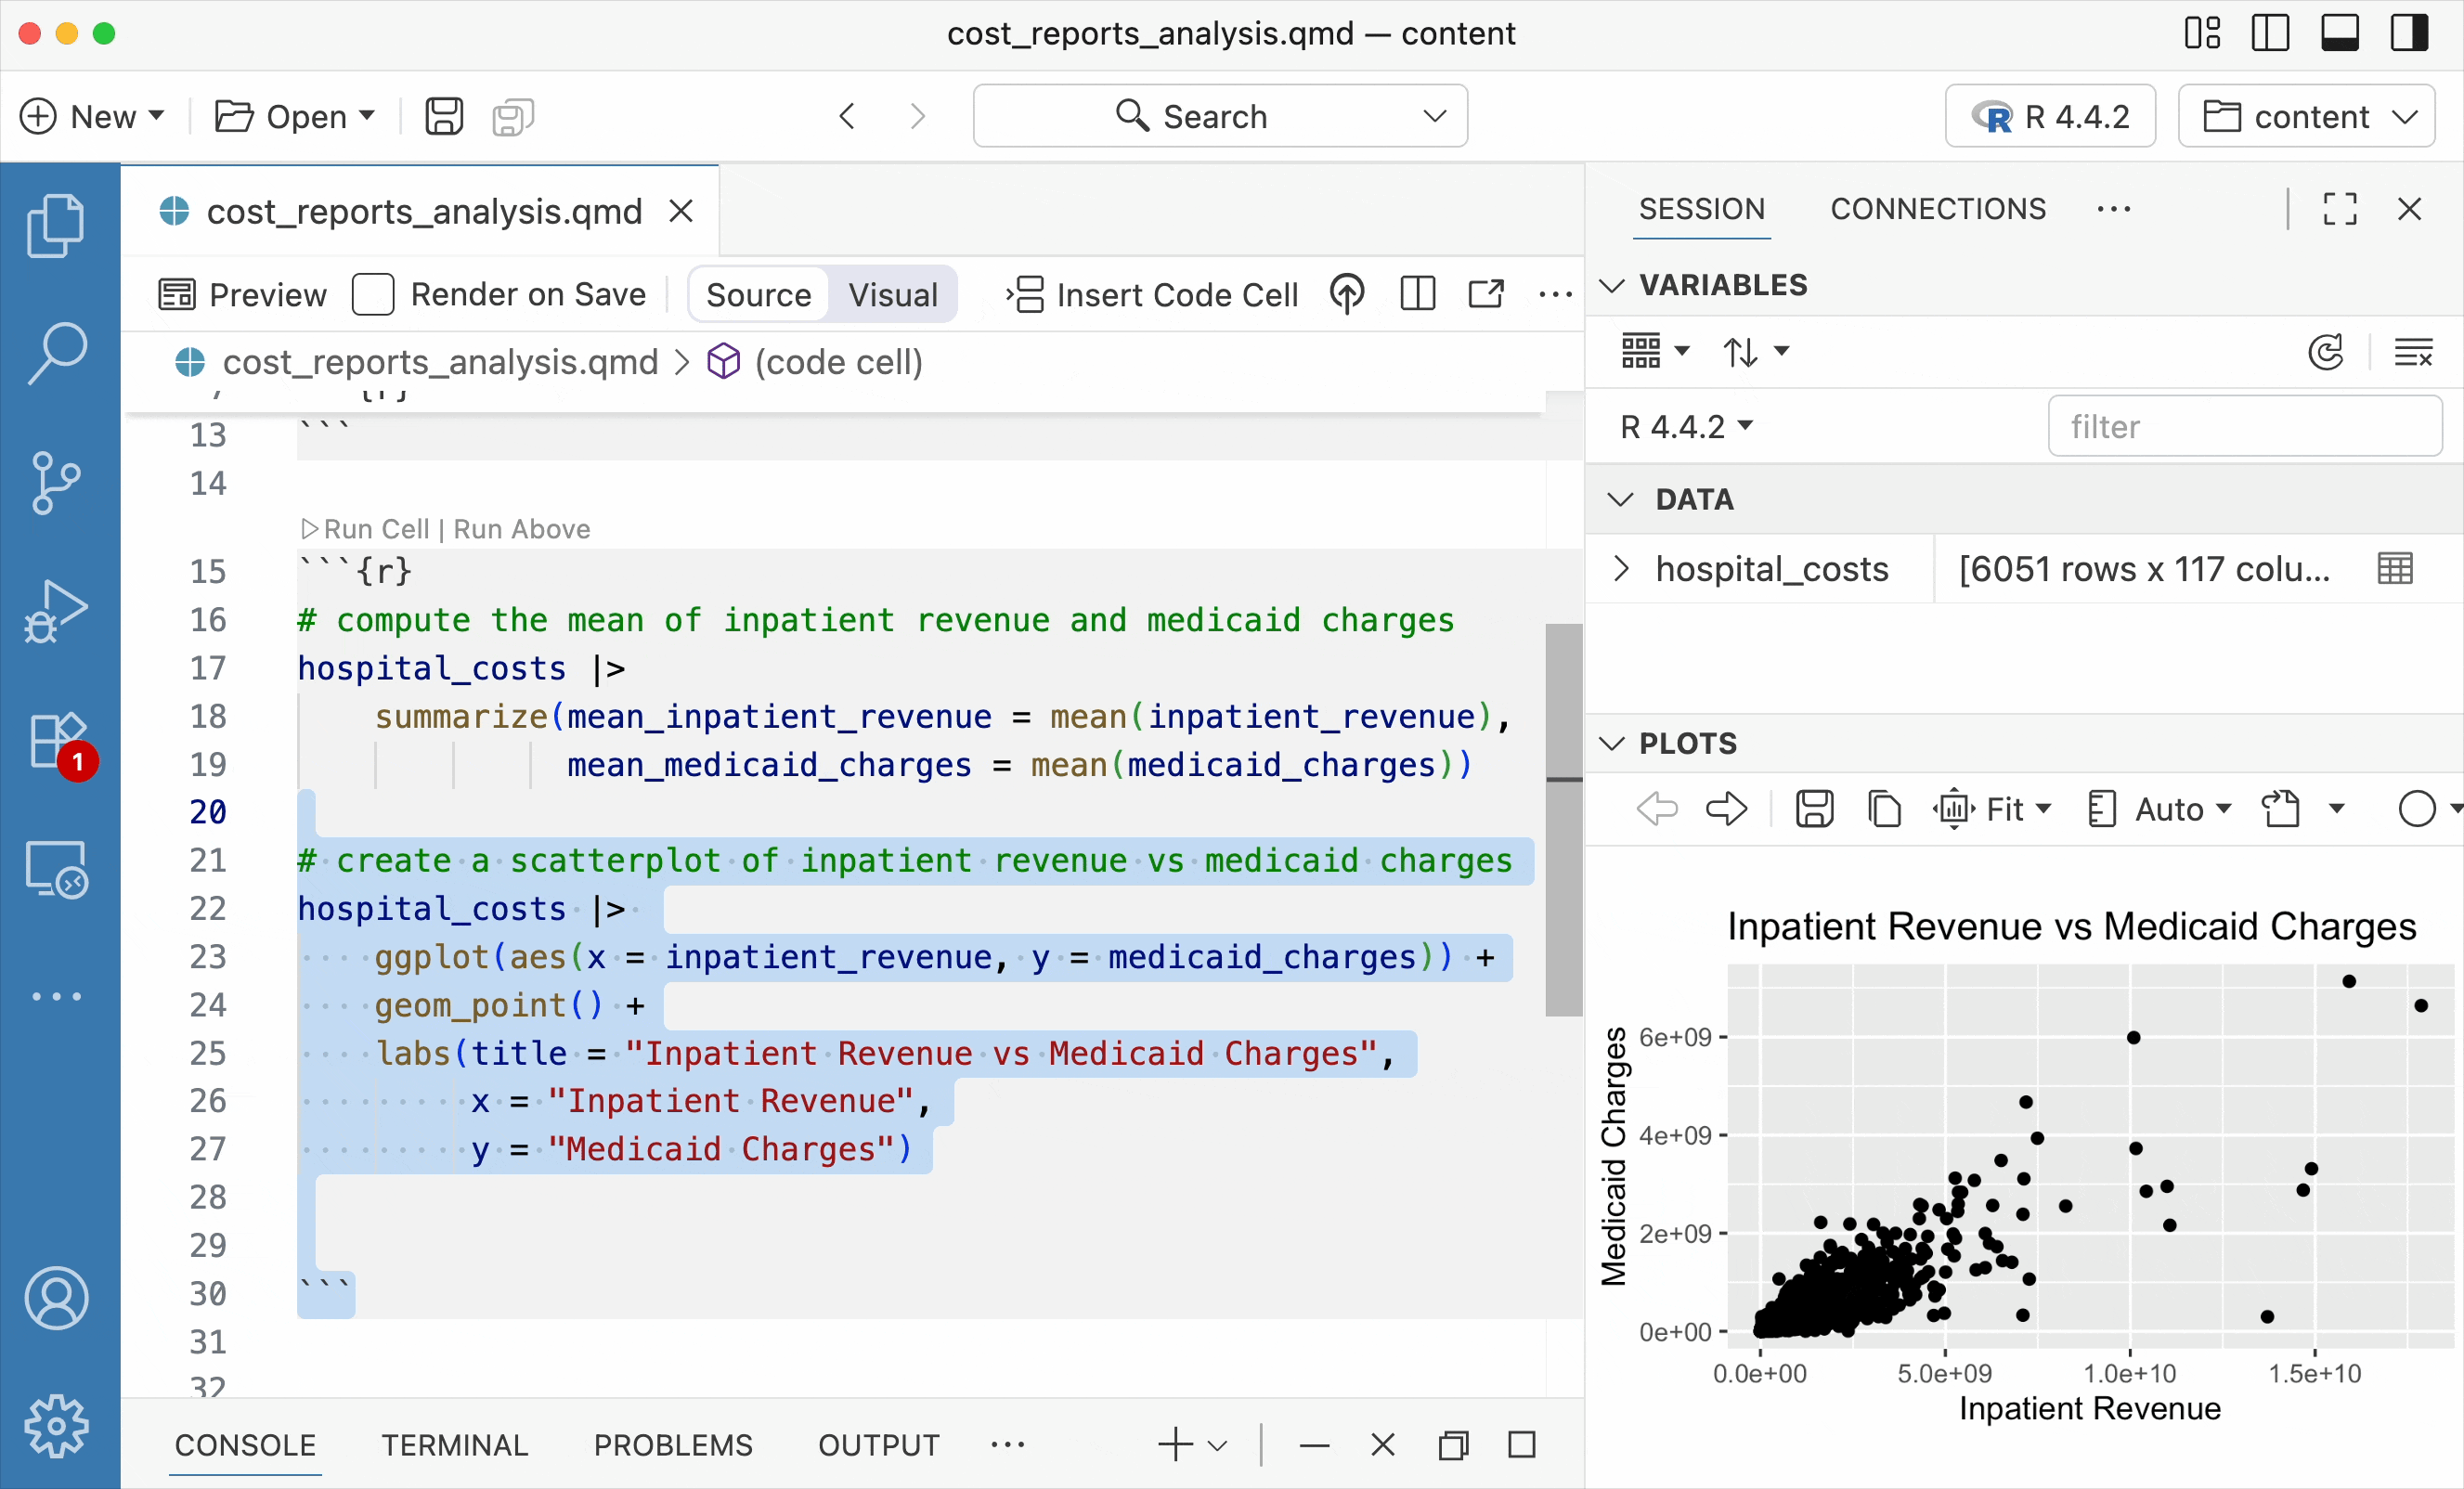 cost_reports_analysis.qmd — content
New
Open
Search
R 4.4.2
content
cost_reports_analysis.qmd
SESSION
CONNECTIONS
Preview
Render on Save
Source
Visual
Insert Code Cell
cost_reports_analysis.qmd > (code cell)
13 ```
14
Run Cell | Run Above
15 ```{r}
16 # compute the mean of inpatient revenue and medicaid charges
17 hospital_costs |>
18 summarize(mean_inpatient_revenue = mean(inpatient_revenue),
19 mean_medicaid_charges = mean(medicaid_charges))
20
21 # create a scatterplot of inpatient revenue vs medicaid charges
22 hospital_costs |>
23 ggplot(aes(x = inpatient_revenue, y = medicaid_charges)) +
24 geom_point() +
25 labs(title = "Inpatient Revenue vs Medicaid Charges",
26 x = "Inpatient Revenue",
27 y = "Medicaid Charges")
28
29
30 ```
31
32
1
CONSOLE
TERMINAL
PROBLEMS
OUTPUT
VARIABLES
R 4.4.2
filter
DATA
hospital_costs
[6051 rows x 117 colu...
PLOTS
Fit
Auto
Inpatient Revenue vs Medicaid Charges
Medicaid Charges
6e+09
4e+09
2e+09
0e+00
0.0e+00
5.0e+09
1.0e+10
1.5e+10
Inpatient Revenue